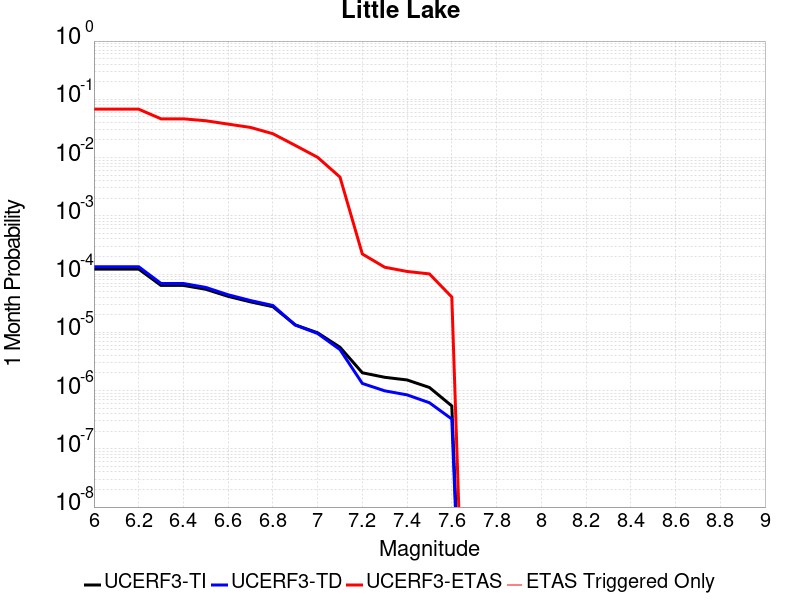 Little Lake
10^0
10^-1
10^-2
10^-3
10^-4
10^-5
10^-6
10^-7
10^-8
1 Month Probability
6 6.2 6.4 6.6 6.8 7 7.2 7.4 7.6 7.8 8 8.2 8.4 8.6 8.8 9
Magnitude
UCERF3-TI UCERF3-TD UCERF3-ETAS ETAS Triggered Only